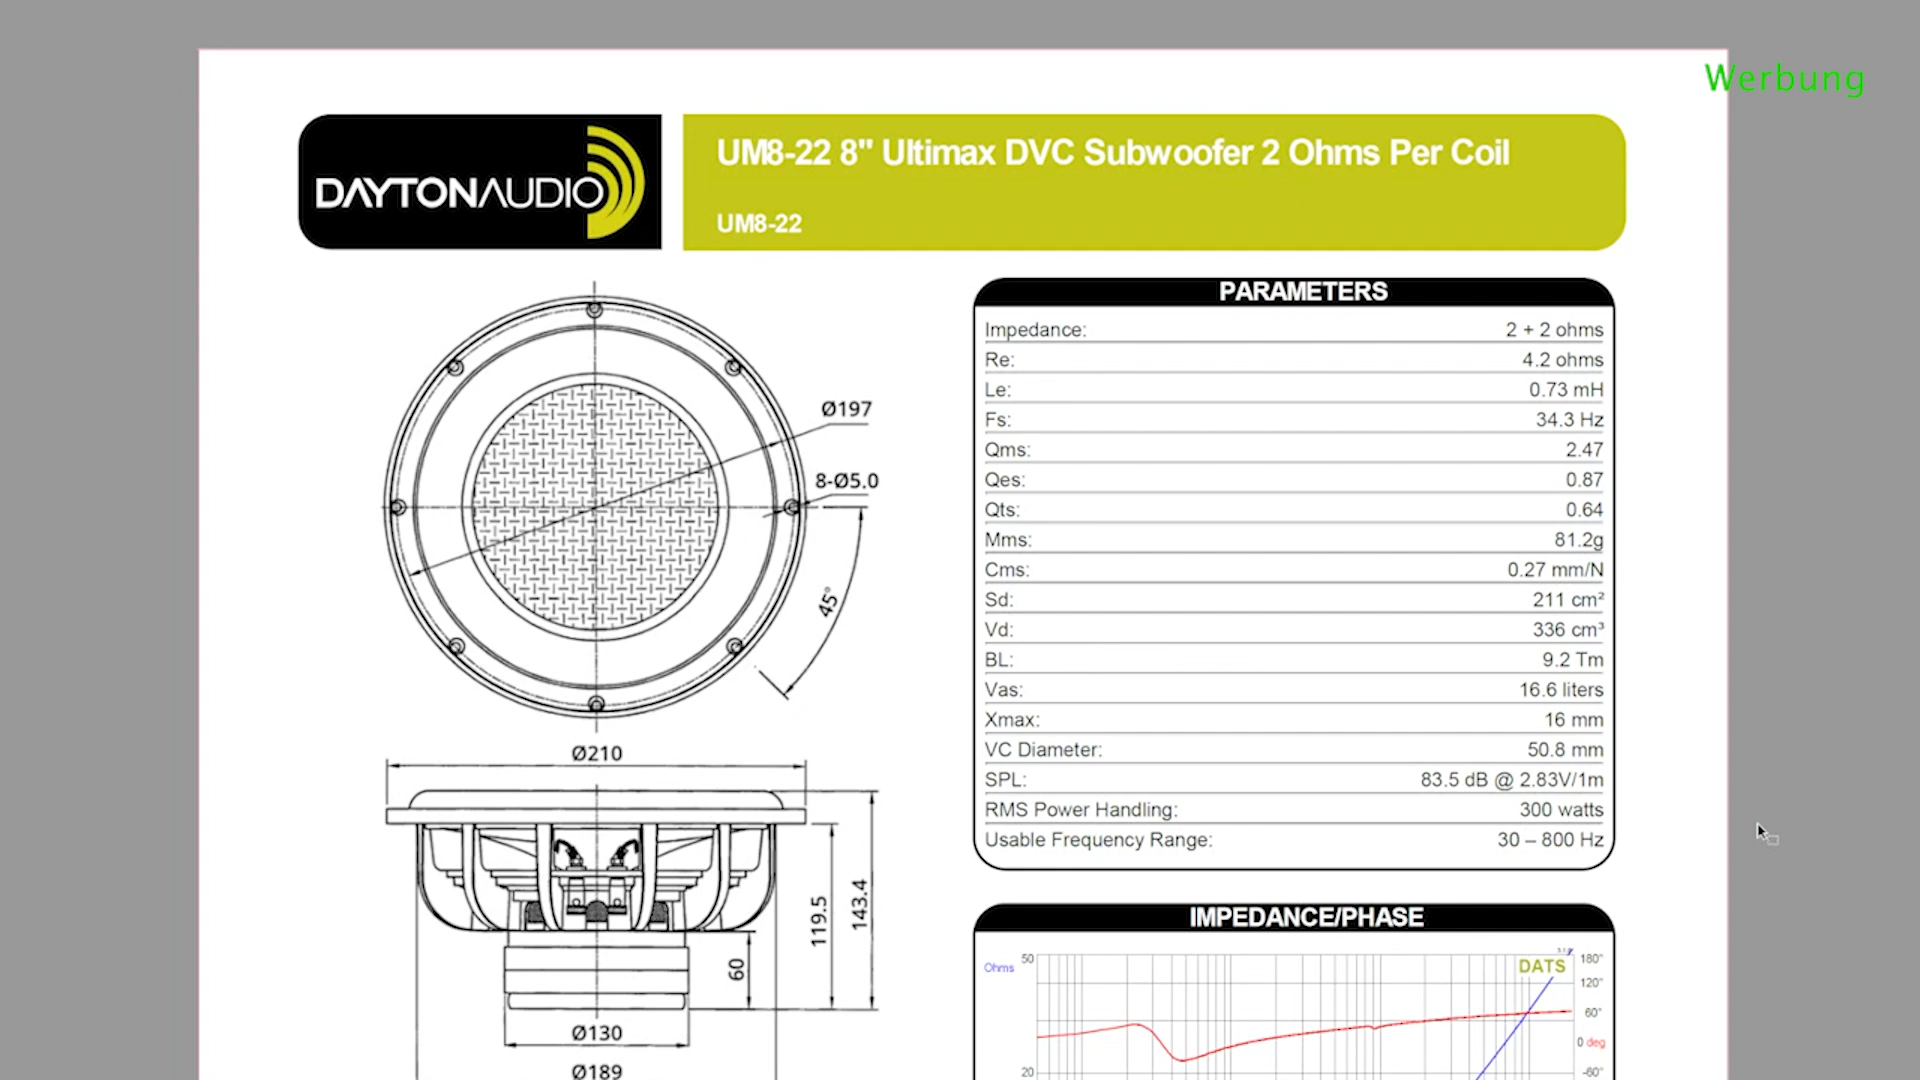 Werbung
DAYTONAUDIO
UM8-22 8" Ultimax DVC Subwoofer 2 Ohms Per Coil
UM8-22
PARAMETERS
Impedance: 2 + 2 ohms
Re: 4.2 ohms
Le: 0.73 mH
Fs: 34.3 Hz
Qms: 2.47
Qes: 0.87
Qts: 0.64
Mms: 81.2g
Cms: 0.27 mm/N
Sd: 211 cm²
Vd: 336 cm³
BL: 9.2 Tm
Vas: 16.6 liters
Xmax: 16 mm
VC Diameter: 50.8 mm
SPL: 83.5 dB @ 2.83V/1m
RMS Power Handling: 300 watts
Usable Frequency Range: 30 – 800 Hz
Ø197
8-Ø5.0
45°
Ø210
119.5
143.4
60
Ø130
Ø189
IMPEDANCE/PHASE
Ohms 50
DATS
180°
120°
60°
0 deg
20
-60°